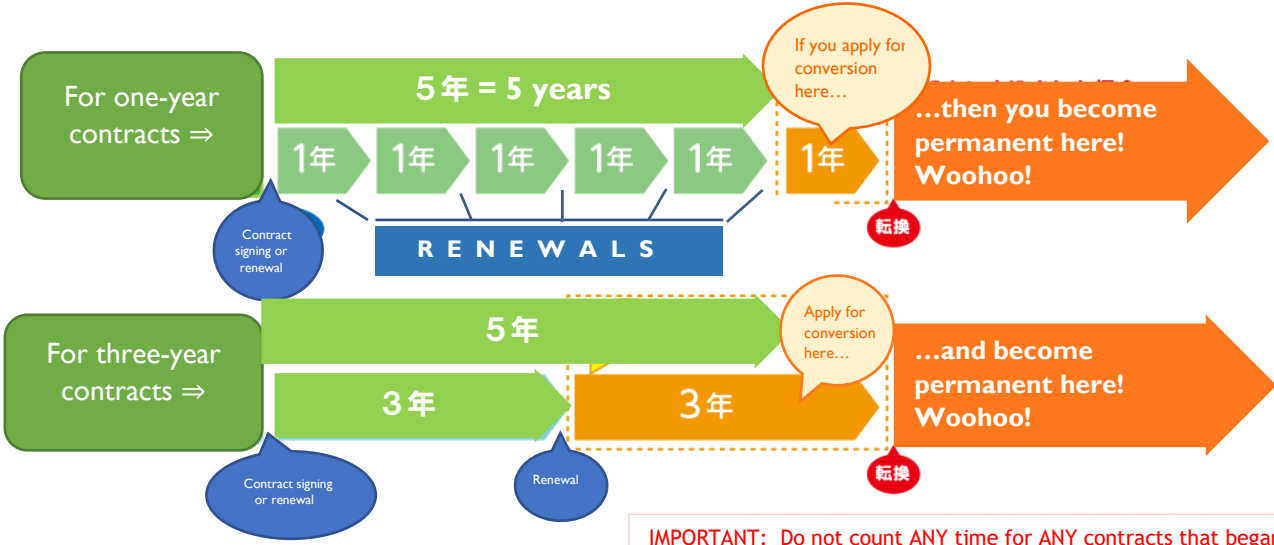 For one-year
contracts ⇒
5年 = 5 years
If you apply for
conversion
here…
1年
1年
1年
1年
1年
1年
…then you become
permanent here!
Woohoo!
Contract
signing or
renewal
RENEWALS
転換
For three-year
contracts ⇒
5年
Apply for
conversion
here…
3年
3年
…and become
permanent here!
Woohoo!
Contract signing
or renewal
Renewal
転換
IMPORTANT: Do not count ANY time for ANY contracts that began